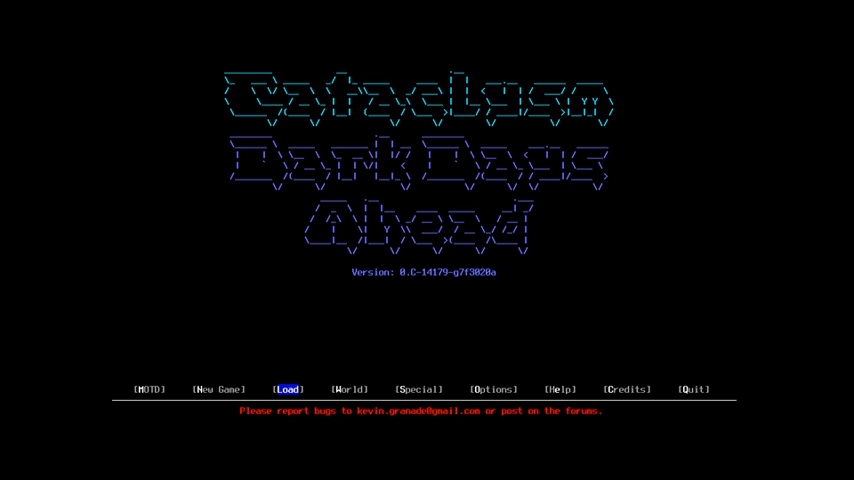 Cataclysm
Dark Days
Ahead
Version: 0.C-14179-g7f3020a
[MOTD] [New Game] [Load] [World] [Special] [Options] [Help] [Credits] [Quit]
Please report bugs to kevin.granade@gmail.com or post on the forums.